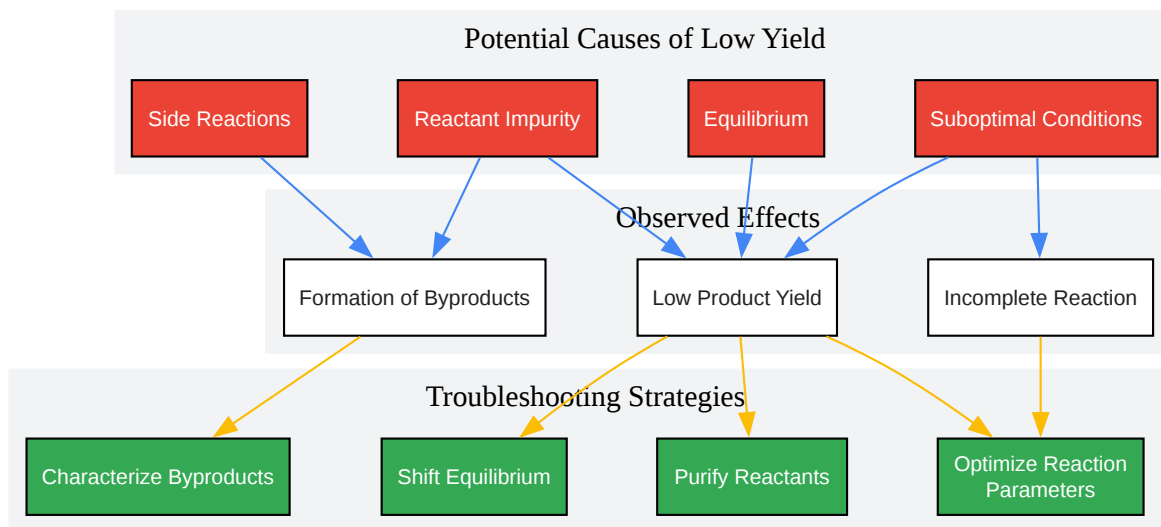 Potential Causes of Low Yield
Side Reactions
Reactant Impurity
Equilibrium
Suboptimal Conditions
Observed Effects
Formation of Byproducts
Low Product Yield
Incomplete Reaction
Troubleshooting Strategies
Characterize Byproducts
Shift Equilibrium
Purify Reactants
Optimize Reaction
Parameters